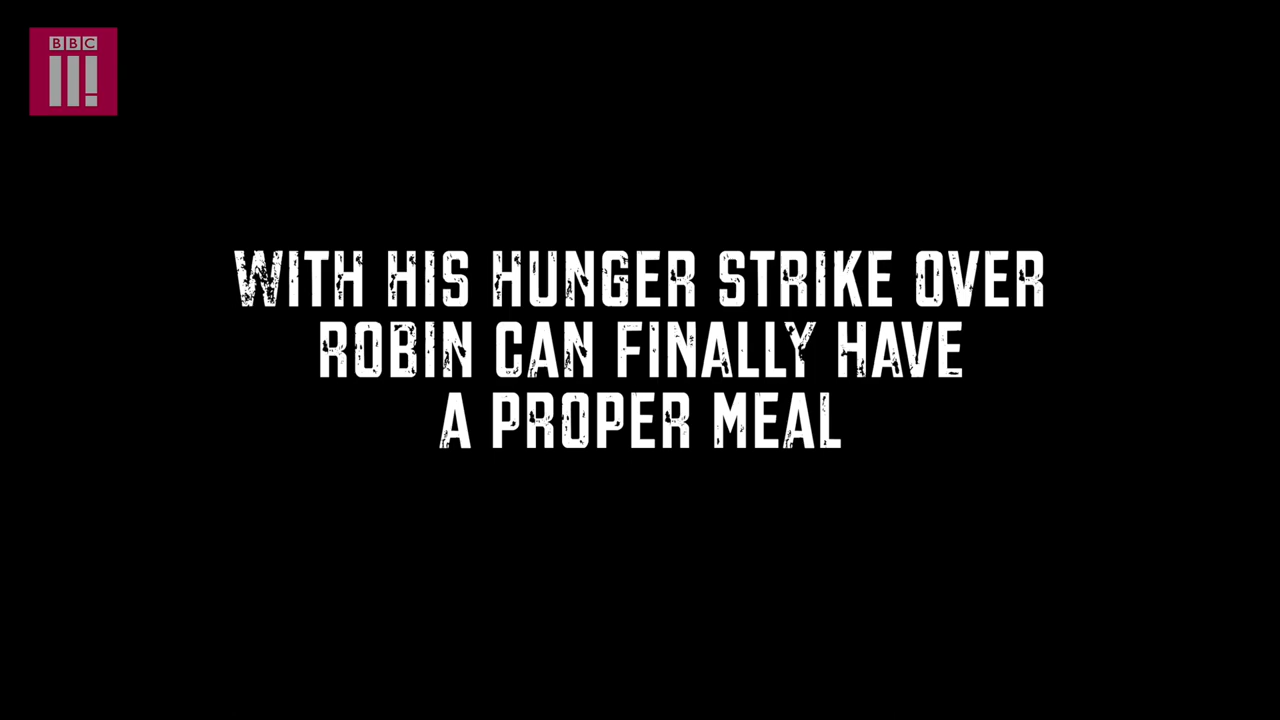 BBC
WITH HIS HUNGER STRIKE OVER
ROBIN CAN FINALLY HAVE
A PROPER MEAL